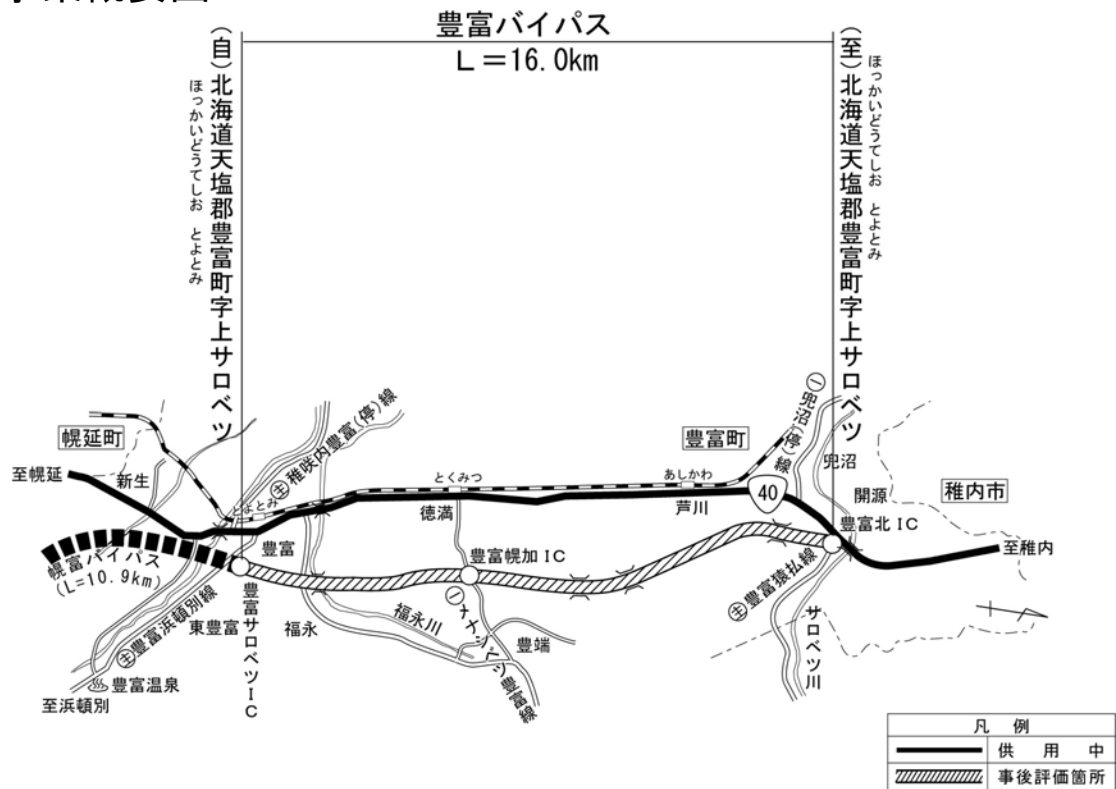 豊富バイパス
L=16.0km
(自)北海道天塩郡豊富町字上サロベツ
ほっかいどうてしお とよとみ
(至)北海道天塩郡豊富町字上サロベツ
ほっかいどうてしお とよとみ
幌延町
至幌延
新生
とよとみ
主 稚咲内豊富(停)線
とくみつ
徳満
あしかわ
芦川
豊富町
一 兜沼(停)線
兜沼
40
開源
稚内市
豊富北IC
至稚内
幌富バイパス
(L=10.9km)
豊富
豊富サロベツIC
豊富幌加IC
主 豊富浜頓別線
東豊富
福永
福永川
一 メナシベツ豊富線
豊端
主 豊富猿払線
サロベツ川
豊富温泉
至浜頓別
凡例
供用中
事後評価箇所